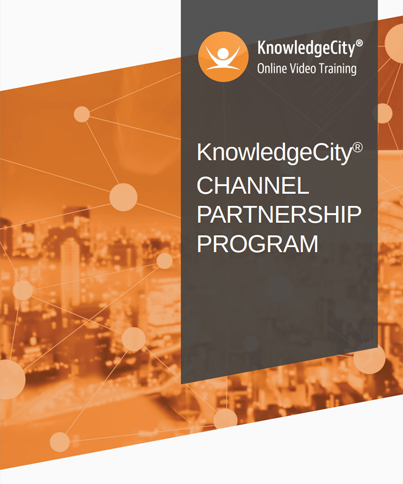 KnowledgeCity®
Online Video Training
KnowledgeCity®
CHANNEL
PARTNERSHIP
PROGRAM